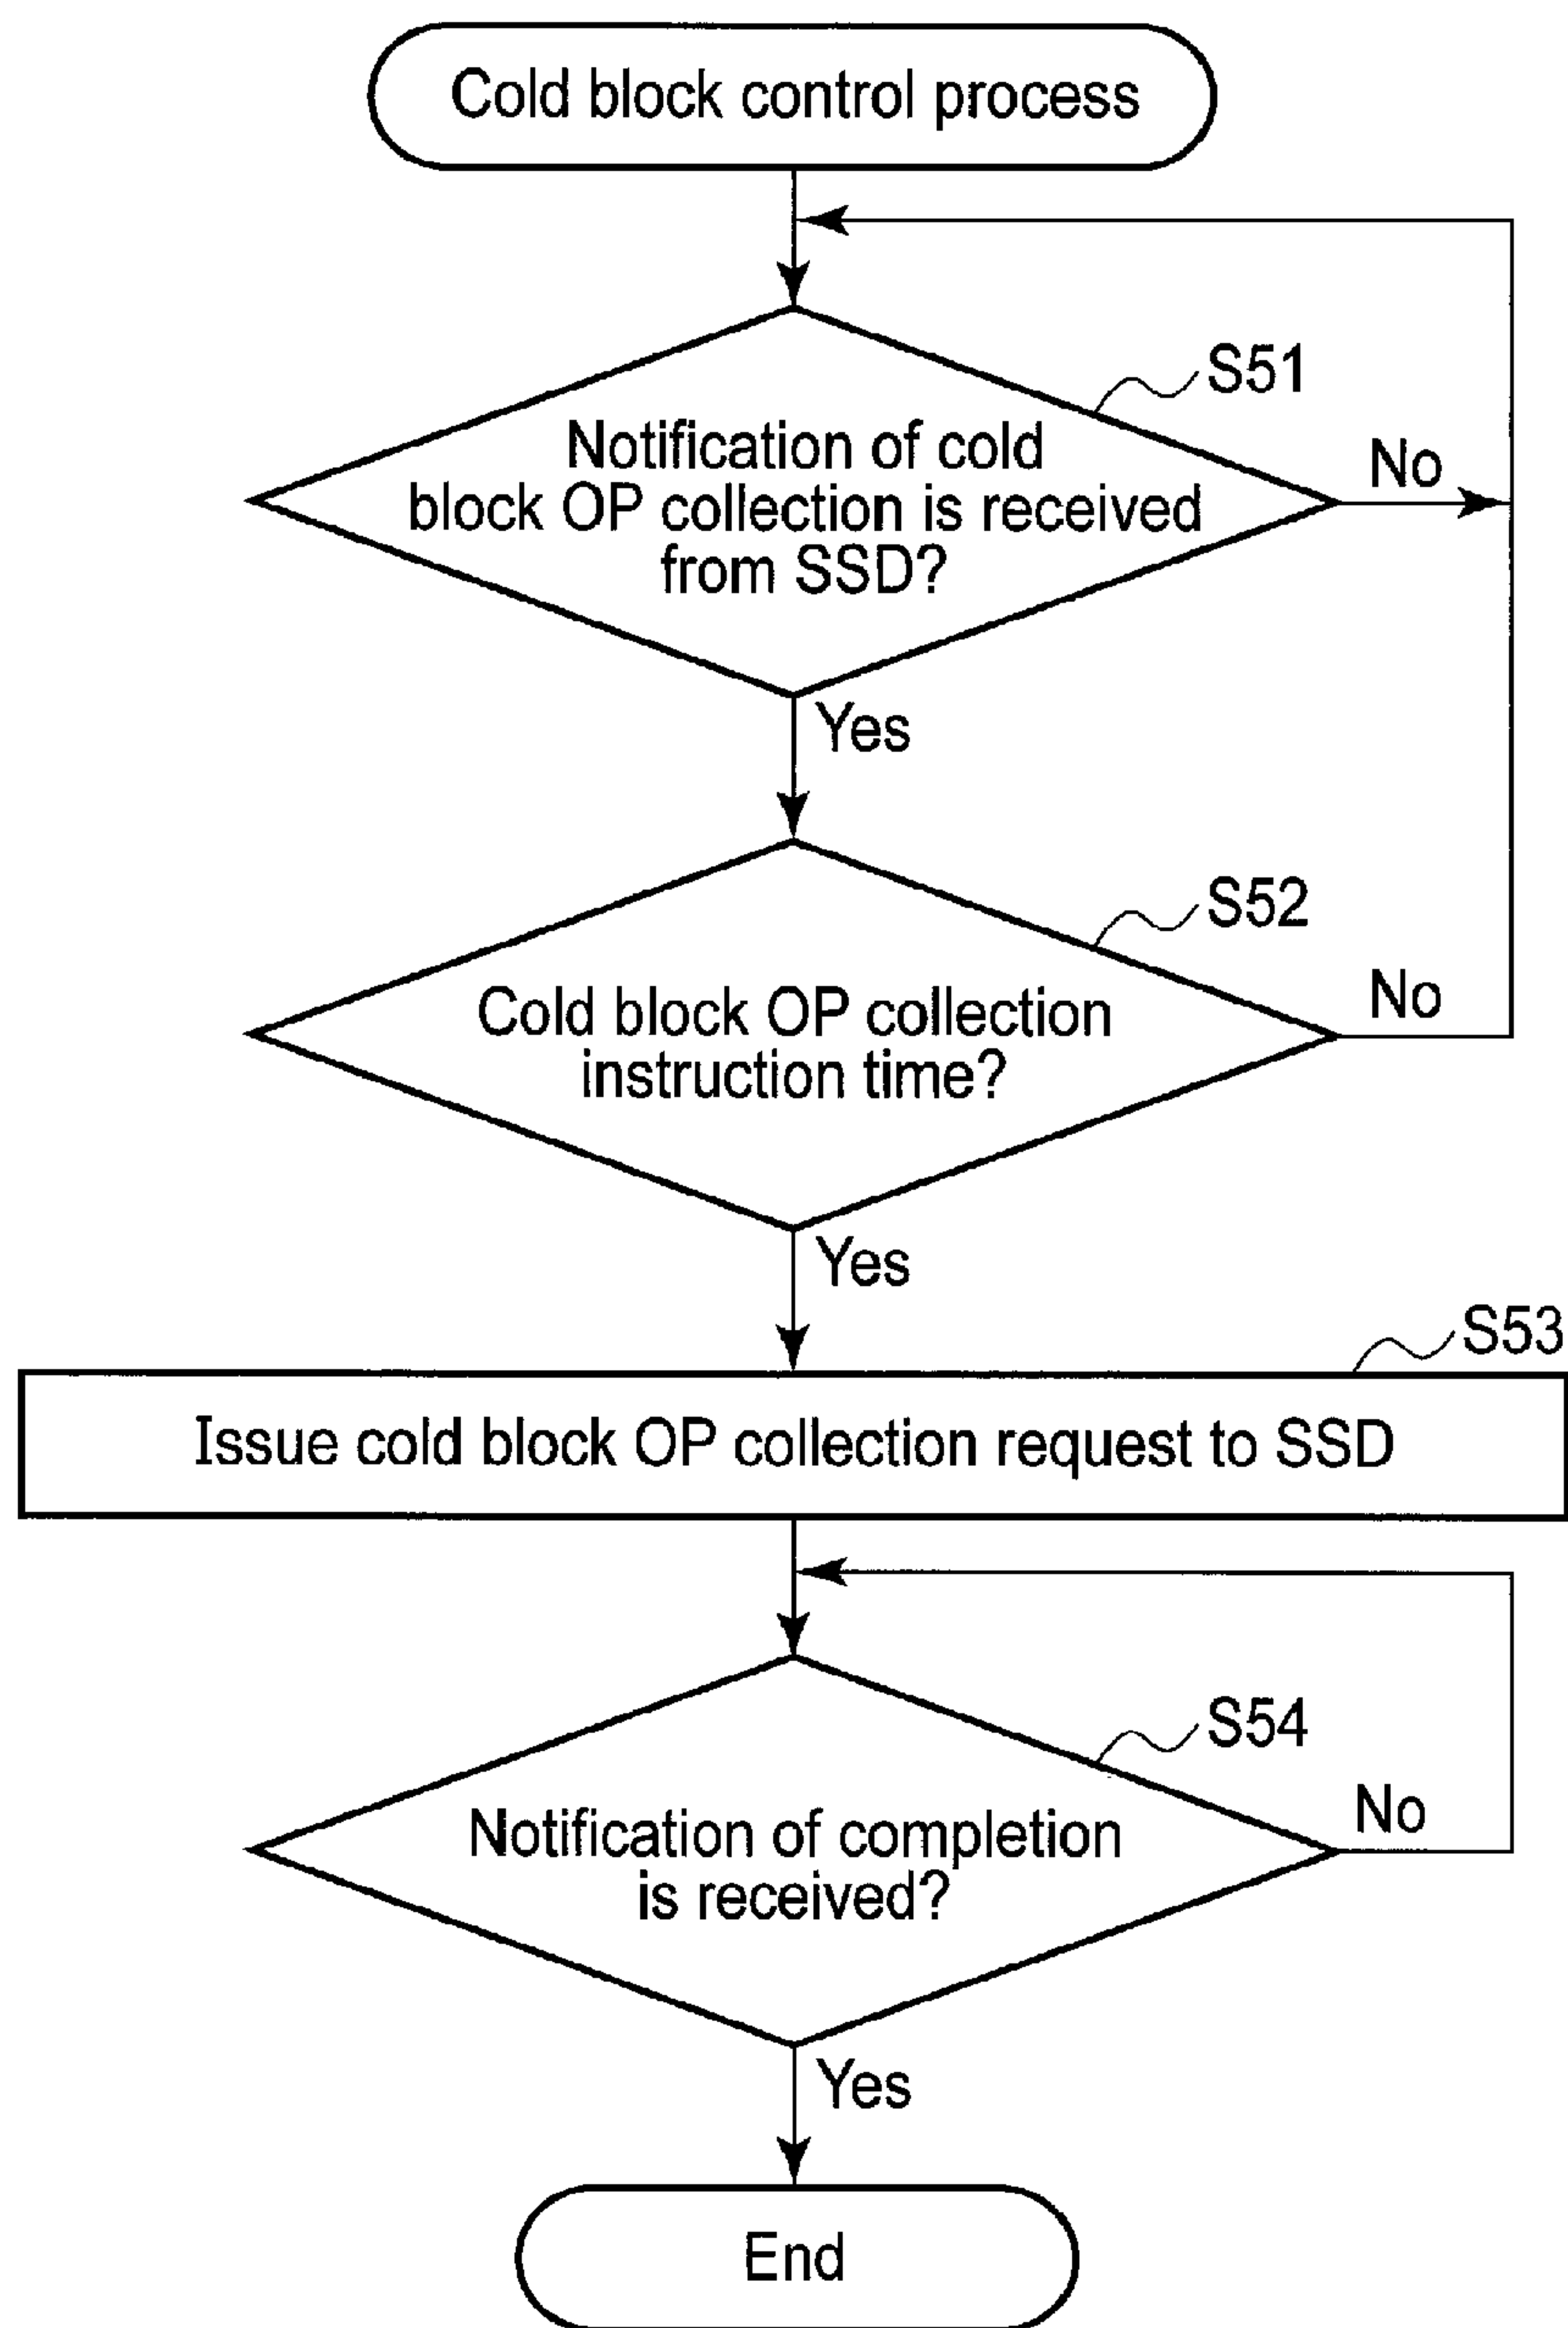 Cold block control process
S51
Notification of cold
block OP collection is received
from SSD?
No
Yes
S52
Cold block OP collection
instruction time?
No
Yes
S53
Issue cold block OP collection request to SSD
S54
Notification of completion
is received?
No
Yes
End